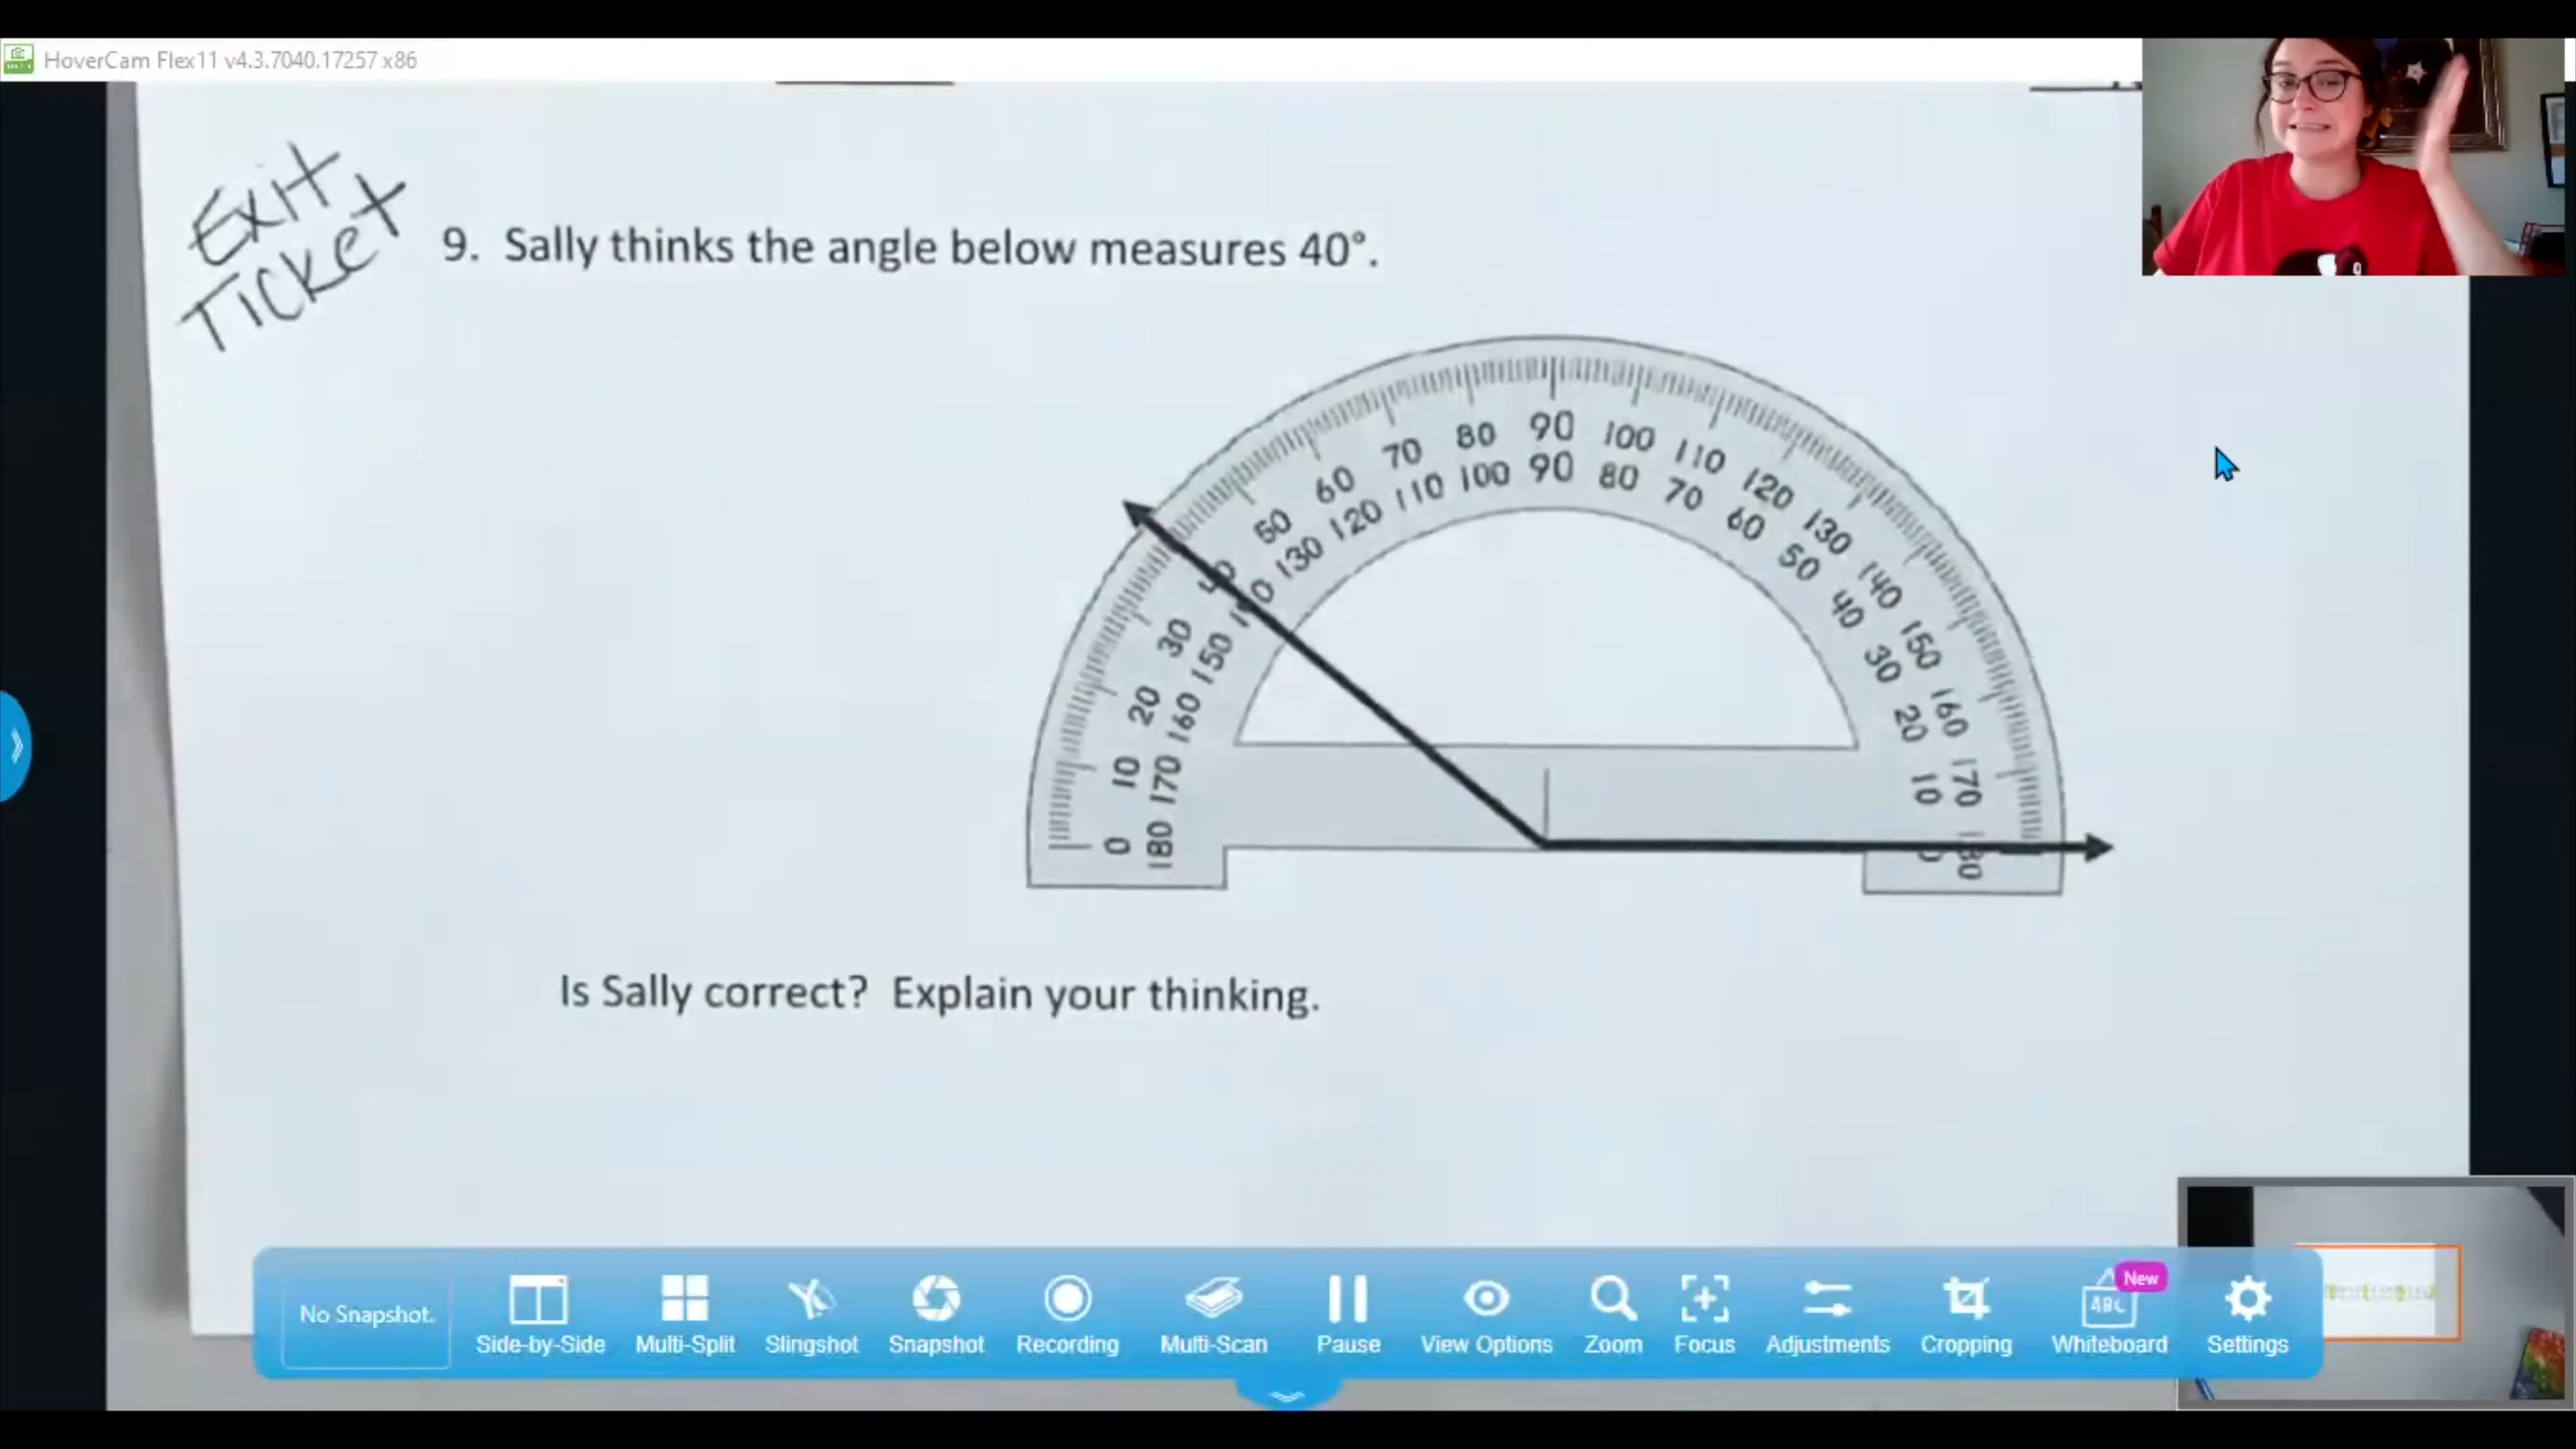 HoverCam Flex11 v4.3.7040.17257 x86
Exit
Ticket
9. Sally thinks the angle below measures 40°.
0 10 20 30 40 50 60 70 80 90 100 110 120 130 140 150 160 170 180
180 170 160 150 140 130 120 110 100 90 80 70 60 50 40 30 20 10 0
Is Sally correct? Explain your thinking.
No Snapshot.
Side-by-Side
Multi-Split
Slingshot
Snapshot
Recording
Multi-Scan
Pause
View Options
Zoom
Focus
Adjustments
Cropping
ABC
New
Whiteboard
Settings